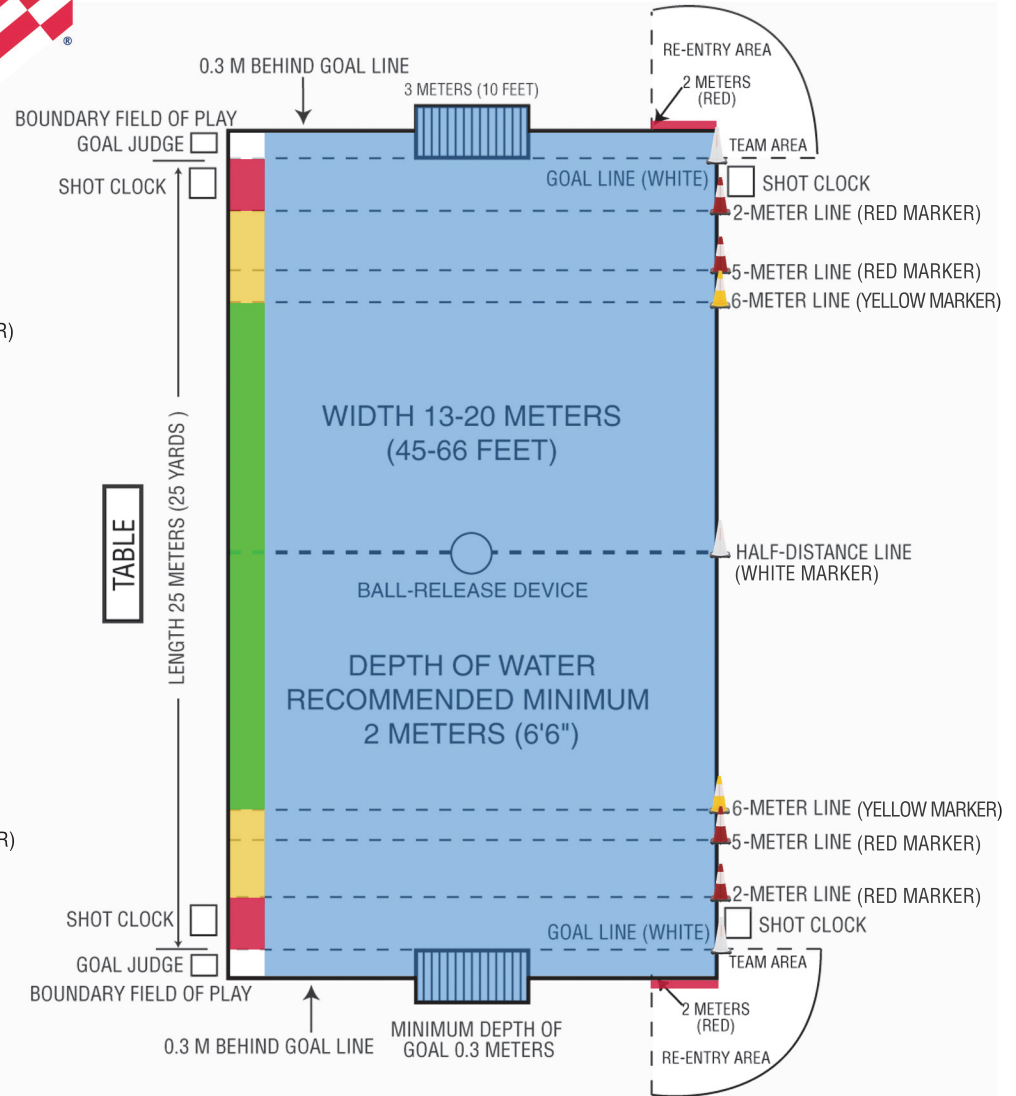 ®
RE-ENTRY AREA
0.3 M BEHIND GOAL LINE
3 METERS (10 FEET)
2 METERS
(RED)
BOUNDARY FIELD OF PLAY
GOAL JUDGE
TEAM AREA
SHOT CLOCK
GOAL LINE (WHITE)
SHOT CLOCK
2-METER LINE (RED MARKER)
5-METER LINE (RED MARKER)
6-METER LINE (YELLOW MARKER)
R)
WIDTH 13-20 METERS
(45-66 FEET)
LENGTH 25 METERS (25 YARDS )
TABLE
HALF-DISTANCE LINE
(WHITE MARKER)
BALL-RELEASE DEVICE
DEPTH OF WATER
RECOMMENDED MINIMUM
2 METERS (6'6")
6-METER LINE (YELLOW MARKER)
R)
5-METER LINE (RED MARKER)
2-METER LINE (RED MARKER)
SHOT CLOCK
GOAL LINE (WHITE)
SHOT CLOCK
GOAL JUDGE
TEAM AREA
BOUNDARY FIELD OF PLAY
2 METERS
(RED)
0.3 M BEHIND GOAL LINE
MINIMUM DEPTH OF
GOAL 0.3 METERS
RE-ENTRY AREA